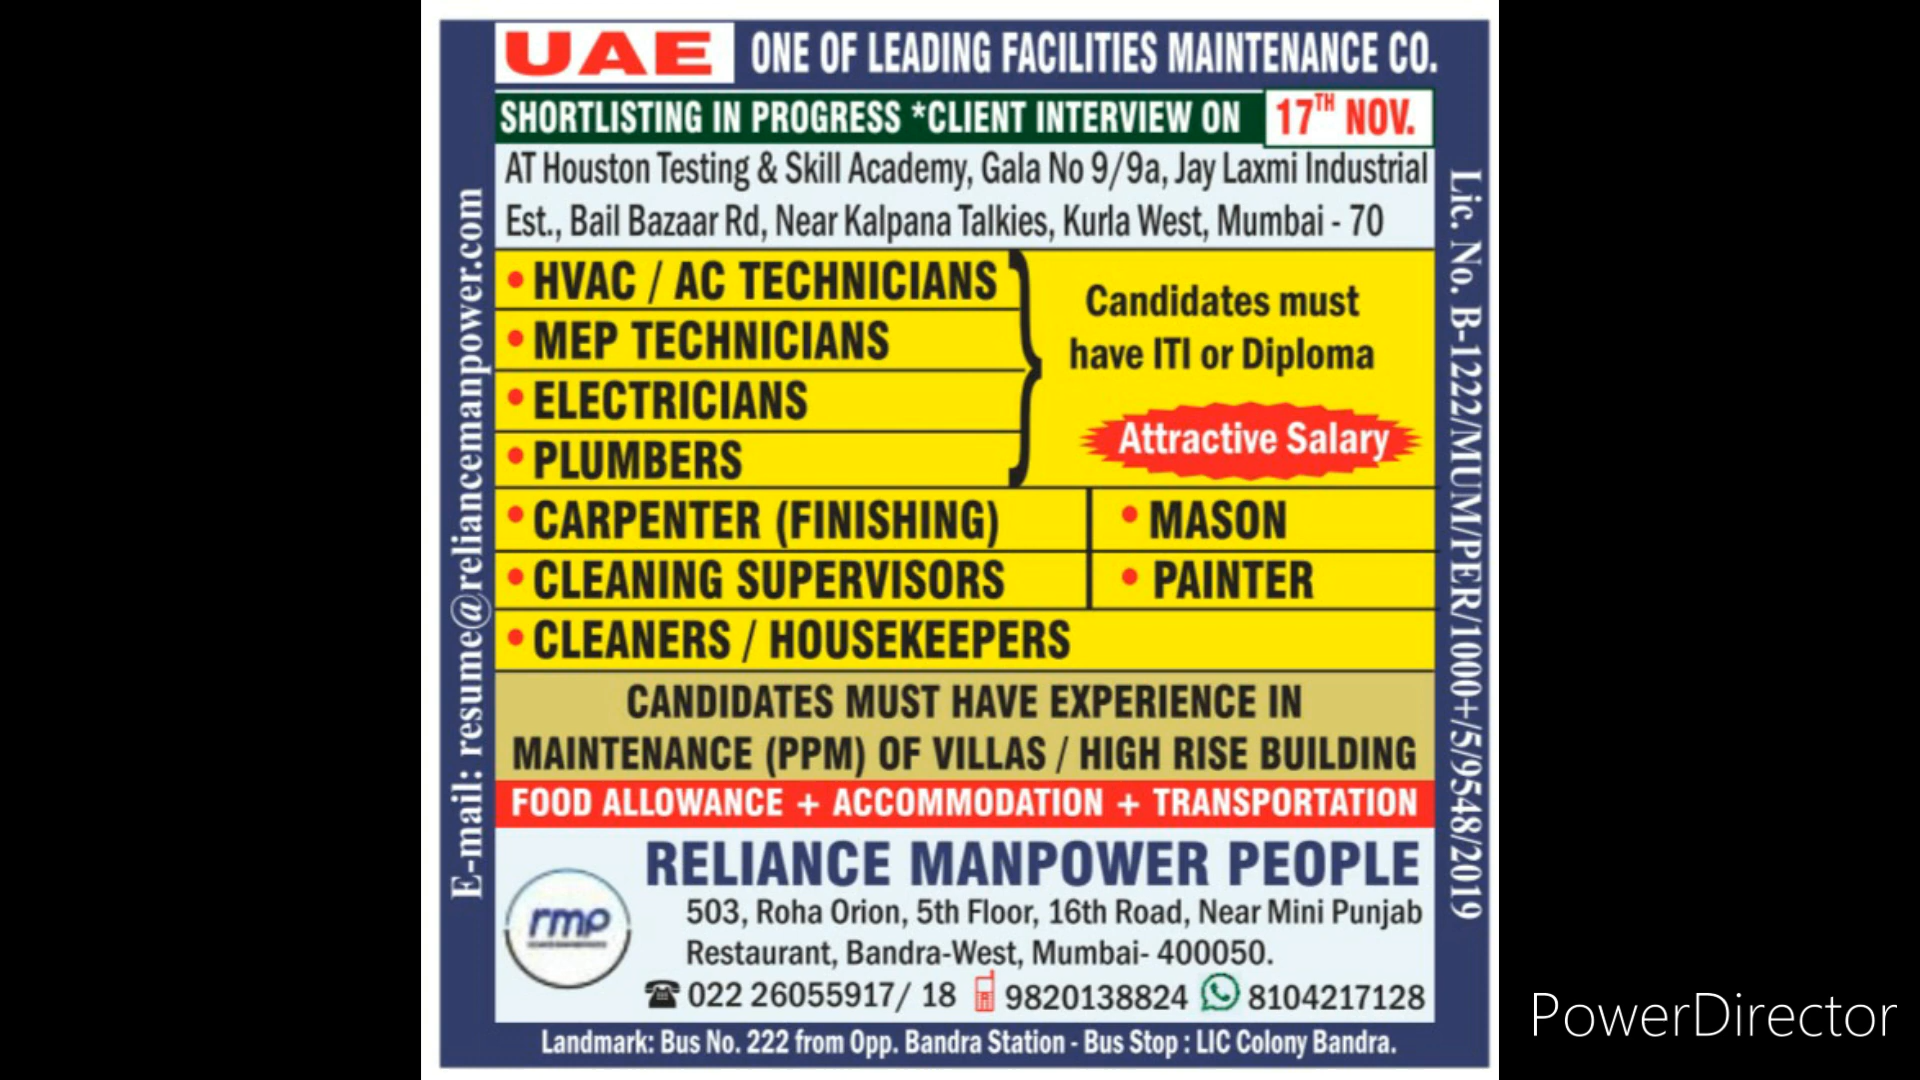 UAE ONE OF LEADING FACILITIES MAINTENANCE CO.
SHORTLISTING IN PROGRESS *CLIENT INTERVIEW ON 17TH NOV.
AT Houston Testing & Skill Academy, Gala No 9/9a, Jay Laxmi Industrial
Est., Bail Bazaar Rd, Near Kalpana Talkies, Kurla West, Mumbai - 70
• HVAC / AC TECHNICIANS
• MEP TECHNICIANS
• ELECTRICIANS
• PLUMBERS
Candidates must
have ITI or Diploma
Attractive Salary
• CARPENTER (FINISHING) • MASON
• CLEANING SUPERVISORS • PAINTER
• CLEANERS / HOUSEKEEPERS
CANDIDATES MUST HAVE EXPERIENCE IN
MAINTENANCE (PPM) OF VILLAS / HIGH RISE BUILDING
FOOD ALLOWANCE + ACCOMMODATION + TRANSPORTATION
rmp
RELIANCE MANPOWER PEOPLE
503, Roha Orion, 5th Floor, 16th Road, Near Mini Punjab
Restaurant, Bandra-West, Mumbai- 400050.
022 26055917/ 18 9820138824 8104217128
Landmark: Bus No. 222 from Opp. Bandra Station - Bus Stop : LIC Colony Bandra.
E-mail: resume@reliancemanpower.com
Lic. No. B-1222/MUM/PER/1000+/5/9548/2019
PowerDirector